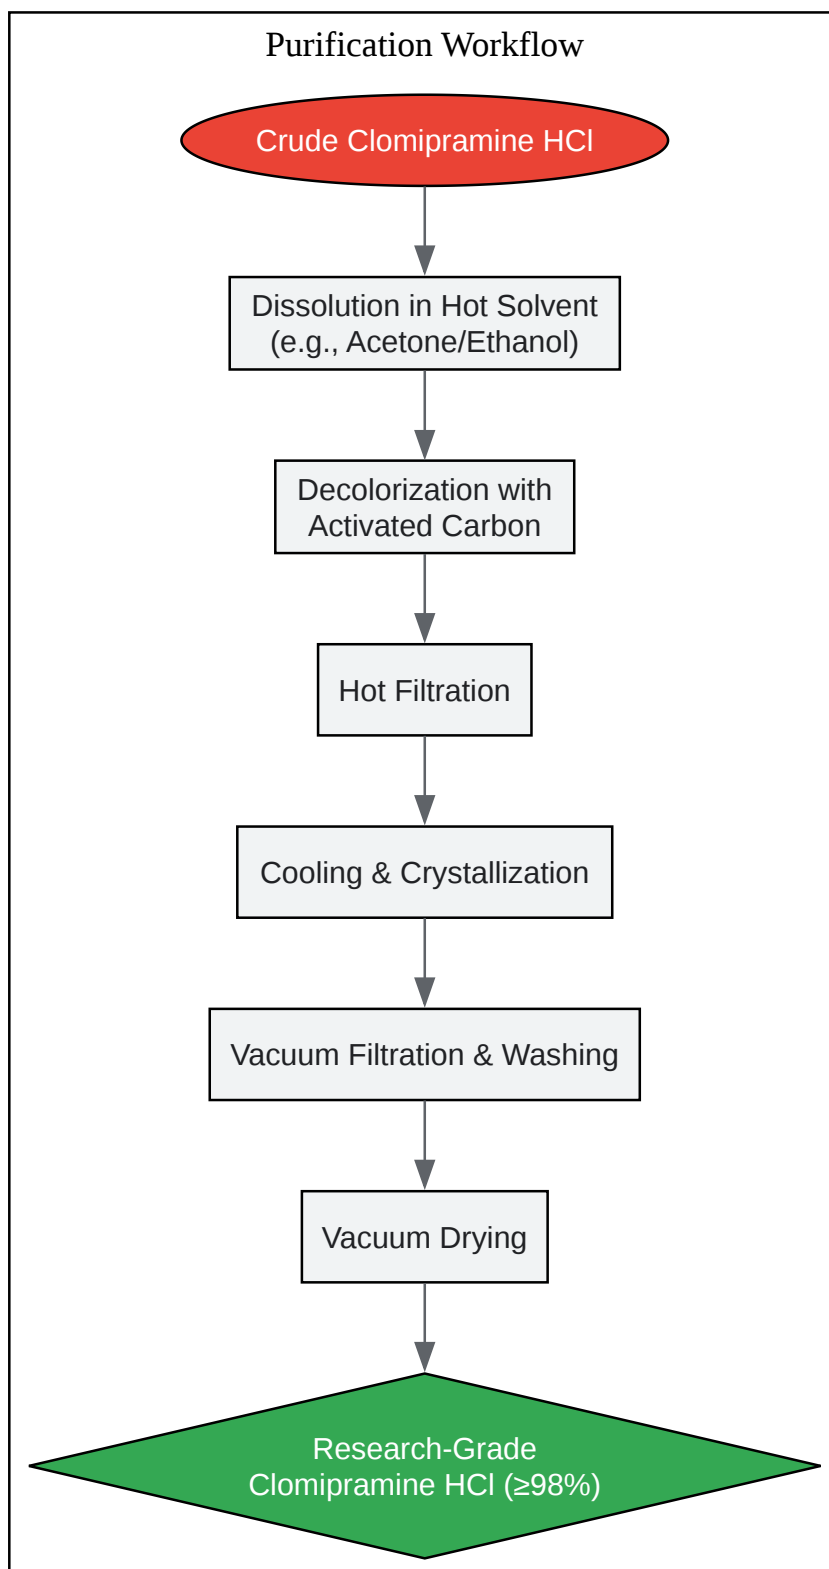 Purification Workflow
Crude Clomipramine HCl
Dissolution in Hot Solvent
(e.g., Acetone/Ethanol)
Decolorization with
Activated Carbon
Hot Filtration
Cooling & Crystallization
Vacuum Filtration & Washing
Vacuum Drying
Research-Grade
Clomipramine HCl (≥98%)